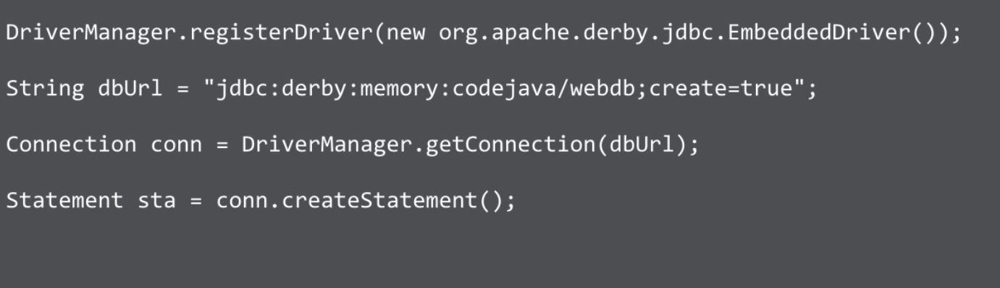 DriverManager.registerDriver(new org.apache.derby.jdbc.EmbeddedDriver());
String dbUrl = "jdbc:derby:memory:codejava/webdb;create=true";
Connection conn = DriverManager.getConnection(dbUrl);
Statement sta = conn.createStatement();